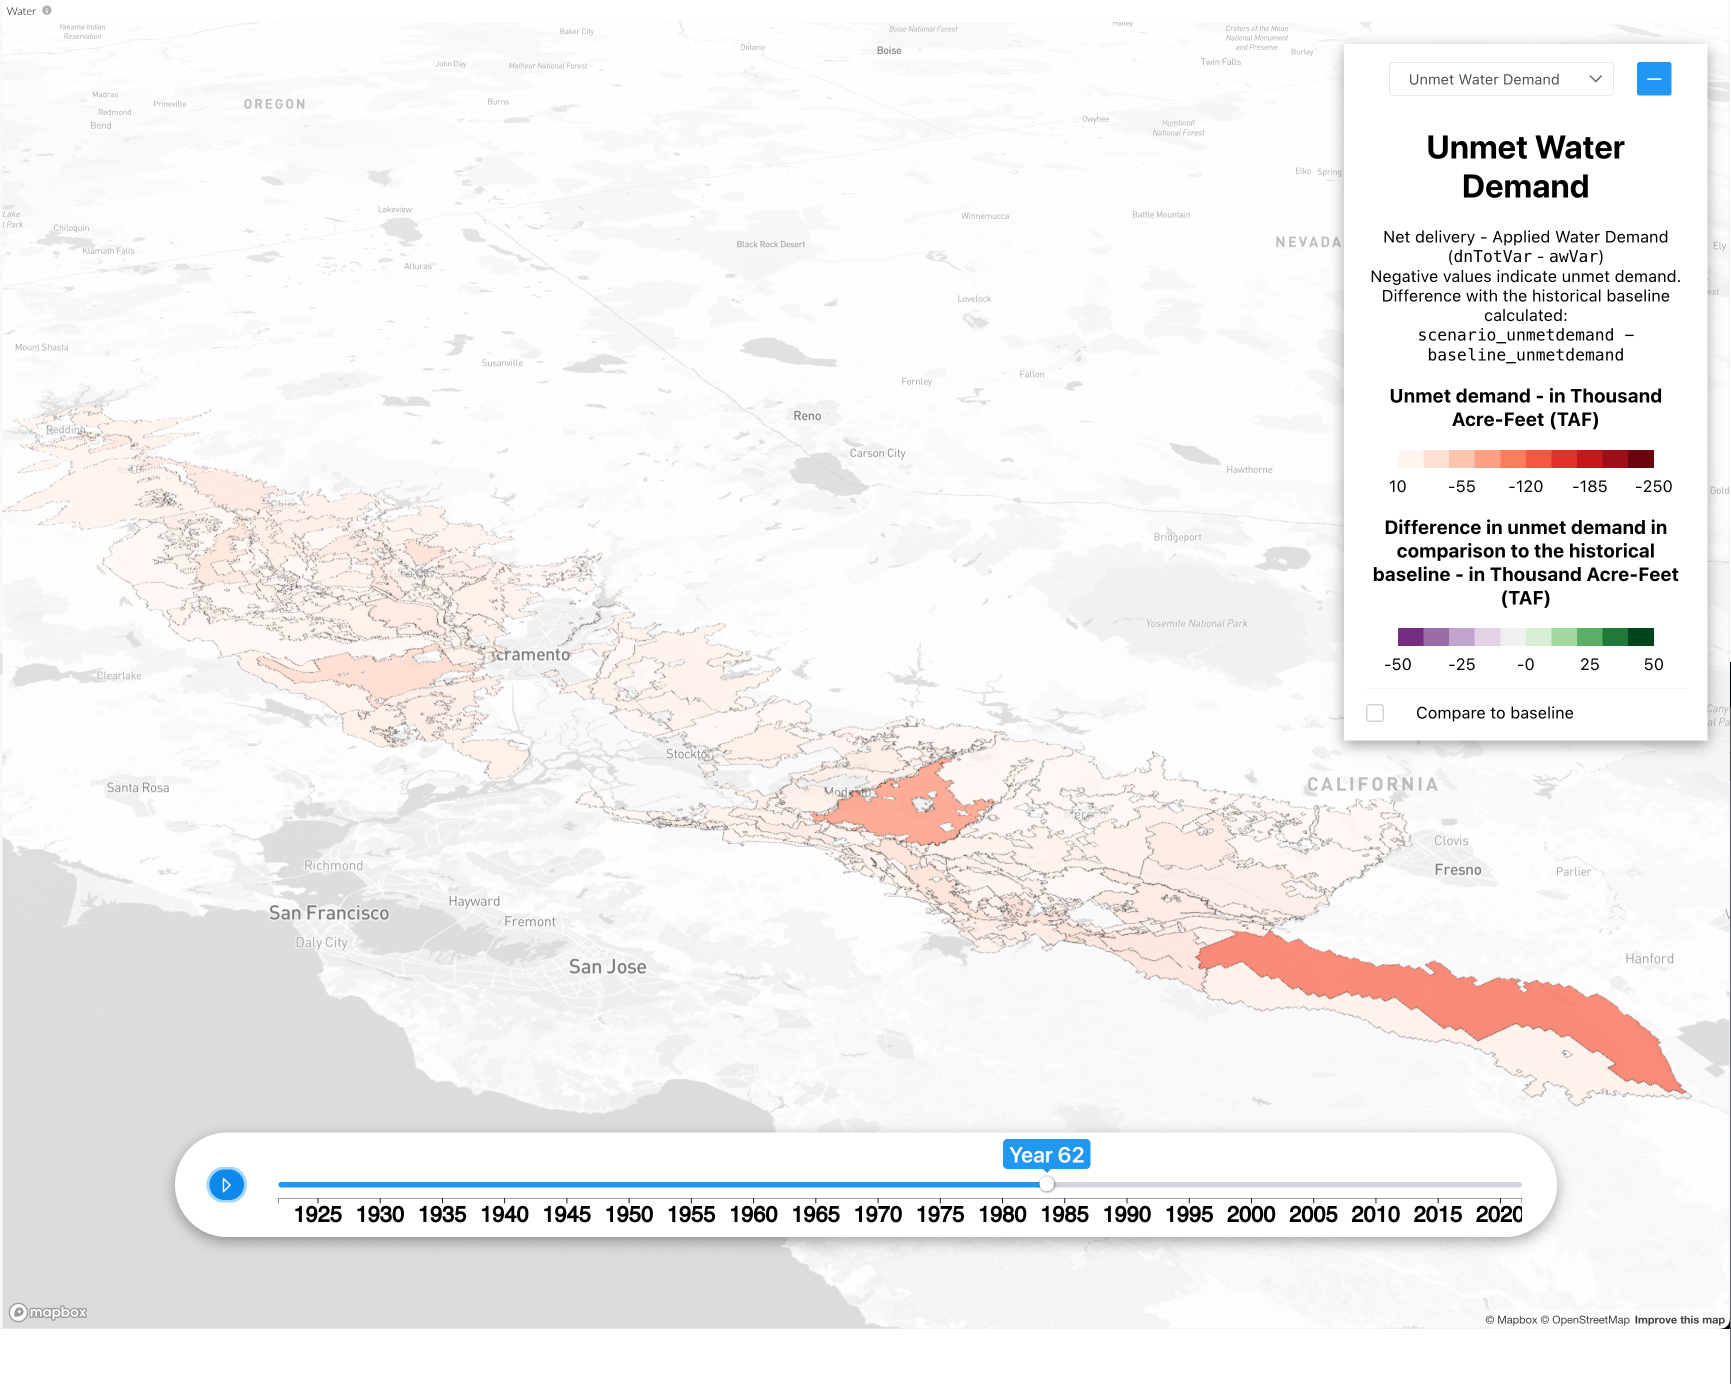 Water
Yakama Indian
Reservation
Baker City
Boise National Forest
Hailey
Craters of the Moon
National Monument
and Preserve
Ontario
Boise
Burley
John Day
Malheur National Forest
Twin Falls
Madras
Prineville
OREGON
Burns
Redmond
Bend
Owyhee
Humboldt
National Forest
Elko
Spring
Lake
l Park
Lakeview
Winnemucca
Battle Mountain
Chiloquin
Klamath Falls
Black Rock Desert
NEVADA
Ely
Alturas
Lovelock
Mount Shasta
Susanville
Fernley
Fallon
Redding
Reno
Carson City
Hawthorne
Gold
Chico
Bridgeport
Yosemite National Park
cramento
Clearlake
Stockto
Santa Rosa
Modesto
CALIFORNIA
Clovis
Richmond
Fresno
Parlier
Hayward
San Francisco
Fremont
Daly City
San Jose
Hanford
Unmet Water Demand
Unmet Water
Demand
Net delivery - Applied Water Demand
(dnTotVar - awVar)
Negative values indicate unmet demand.
Difference with the historical baseline
calculated:
scenario_unmetdemand –
baseline_unmetdemand
Unmet demand - in Thousand
Acre-Feet (TAF)
10 -55 -120 -185 -250
Difference in unmet demand in
comparison to the historical
baseline - in Thousand Acre-Feet
(TAF)
-50 -25 -0 25 50
Compare to baseline
Year 62
1925 1930 1935 1940 1945 1950 1955 1960 1965 1970 1975 1980 1985 1990 1995 2000 2005 2010 2015 2020
mapbox
© Mapbox © OpenStreetMap Improve this map